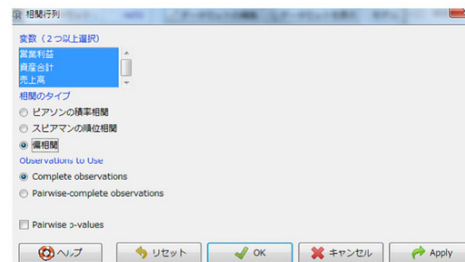 相関行列
変数（２つ以上選択）
営業利益
資産合計
売上高
相関のタイプ
ピアソンの積率相関
スピアマンの順位相関
偏相関
Observations to Use
Complete observations
Pairwise-complete observations
Pairwise p-values
ヘルプ
リセット
OK
キャンセル
Apply